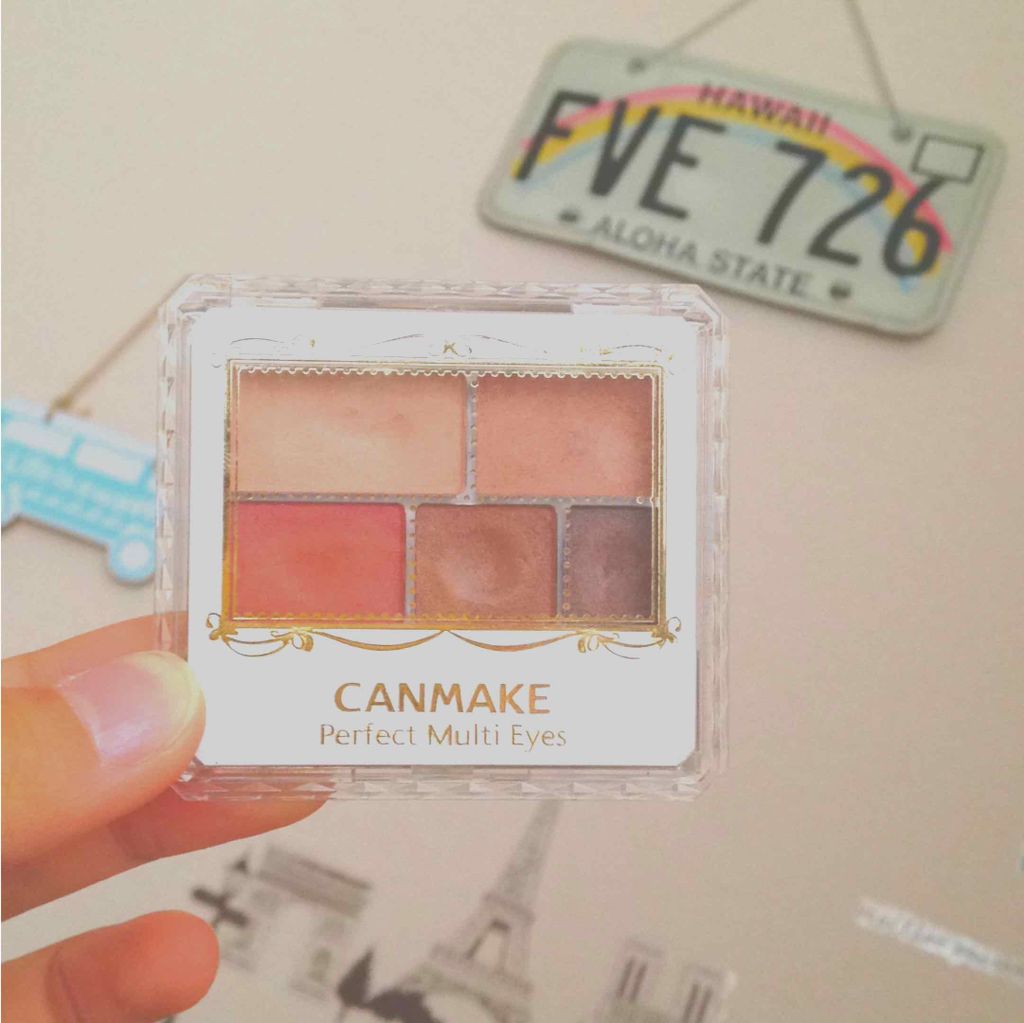 HAWAII
FVE 726
ALOHA STATE
CANMAKE
Perfect Multi Eyes